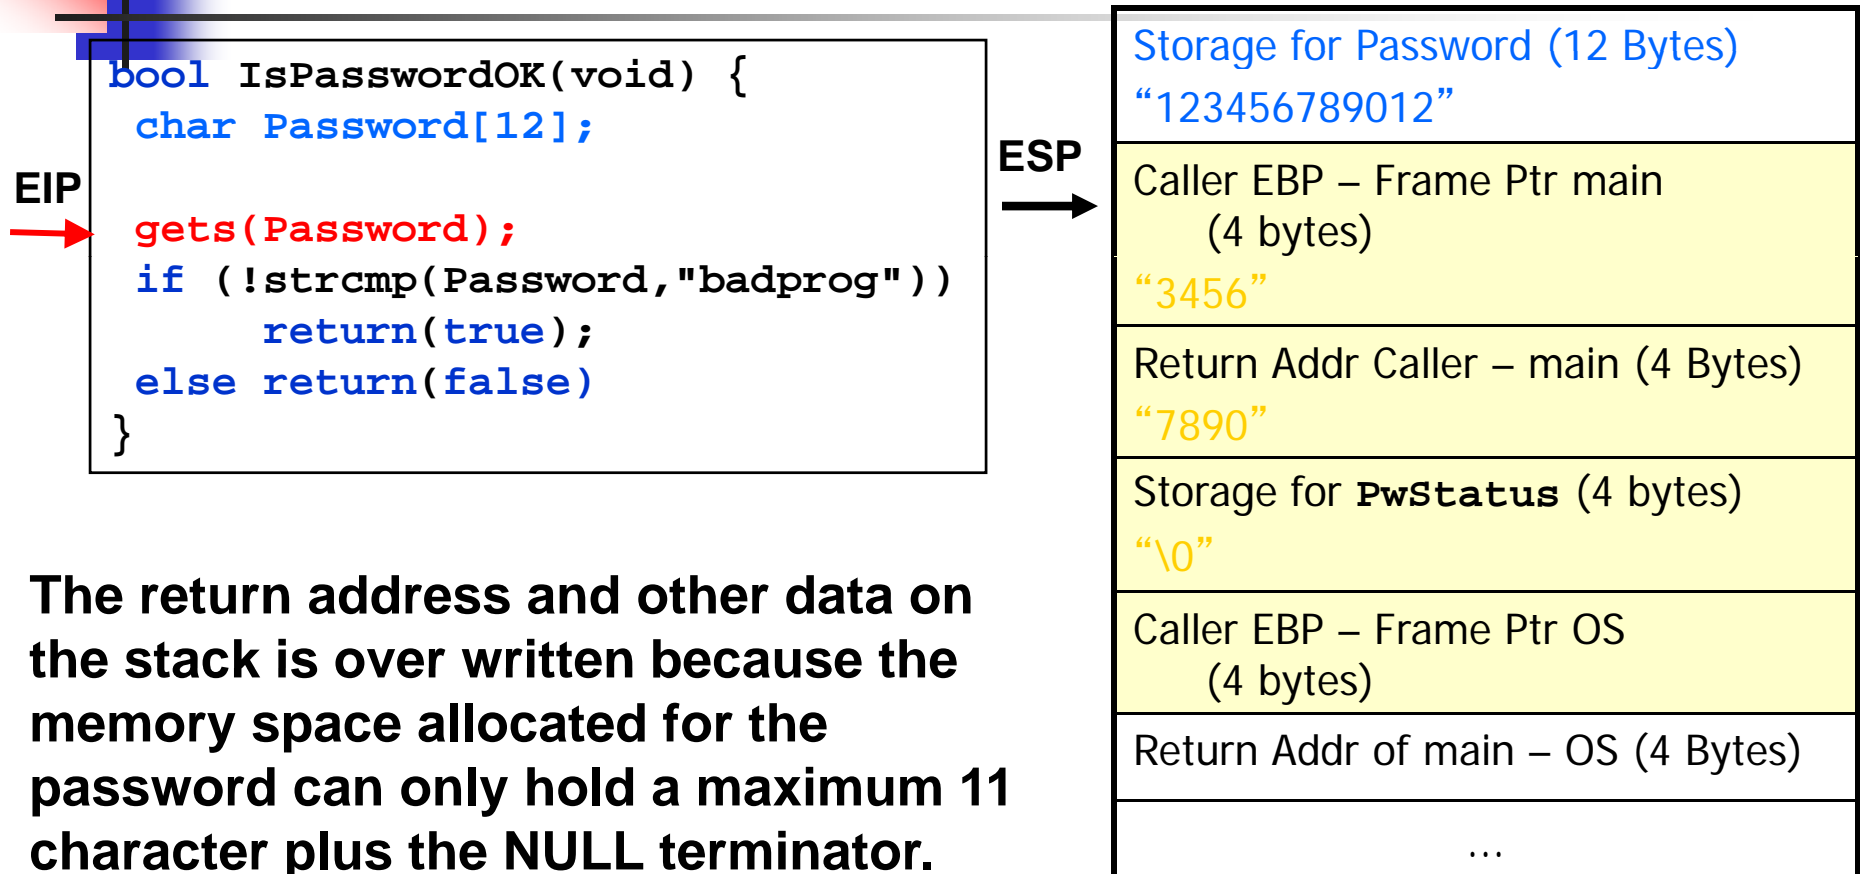 bool IsPasswordOK(void) {
char Password[12];
gets(Password);
if (!strcmp(Password,"badprog"))
return(true);
else return(false)
}
EIP
ESP
The return address and other data on
the stack is over written because the
memory space allocated for the
password can only hold a maximum 11
character plus the NULL terminator.
Storage for Password (12 Bytes)
“123456789012”
Caller EBP – Frame Ptr main
(4 bytes)
“3456”
Return Addr Caller – main (4 Bytes)
“7890”
Storage for PwStatus (4 bytes)
“\0”
Caller EBP – Frame Ptr OS
(4 bytes)
Return Addr of main – OS (4 Bytes)
…